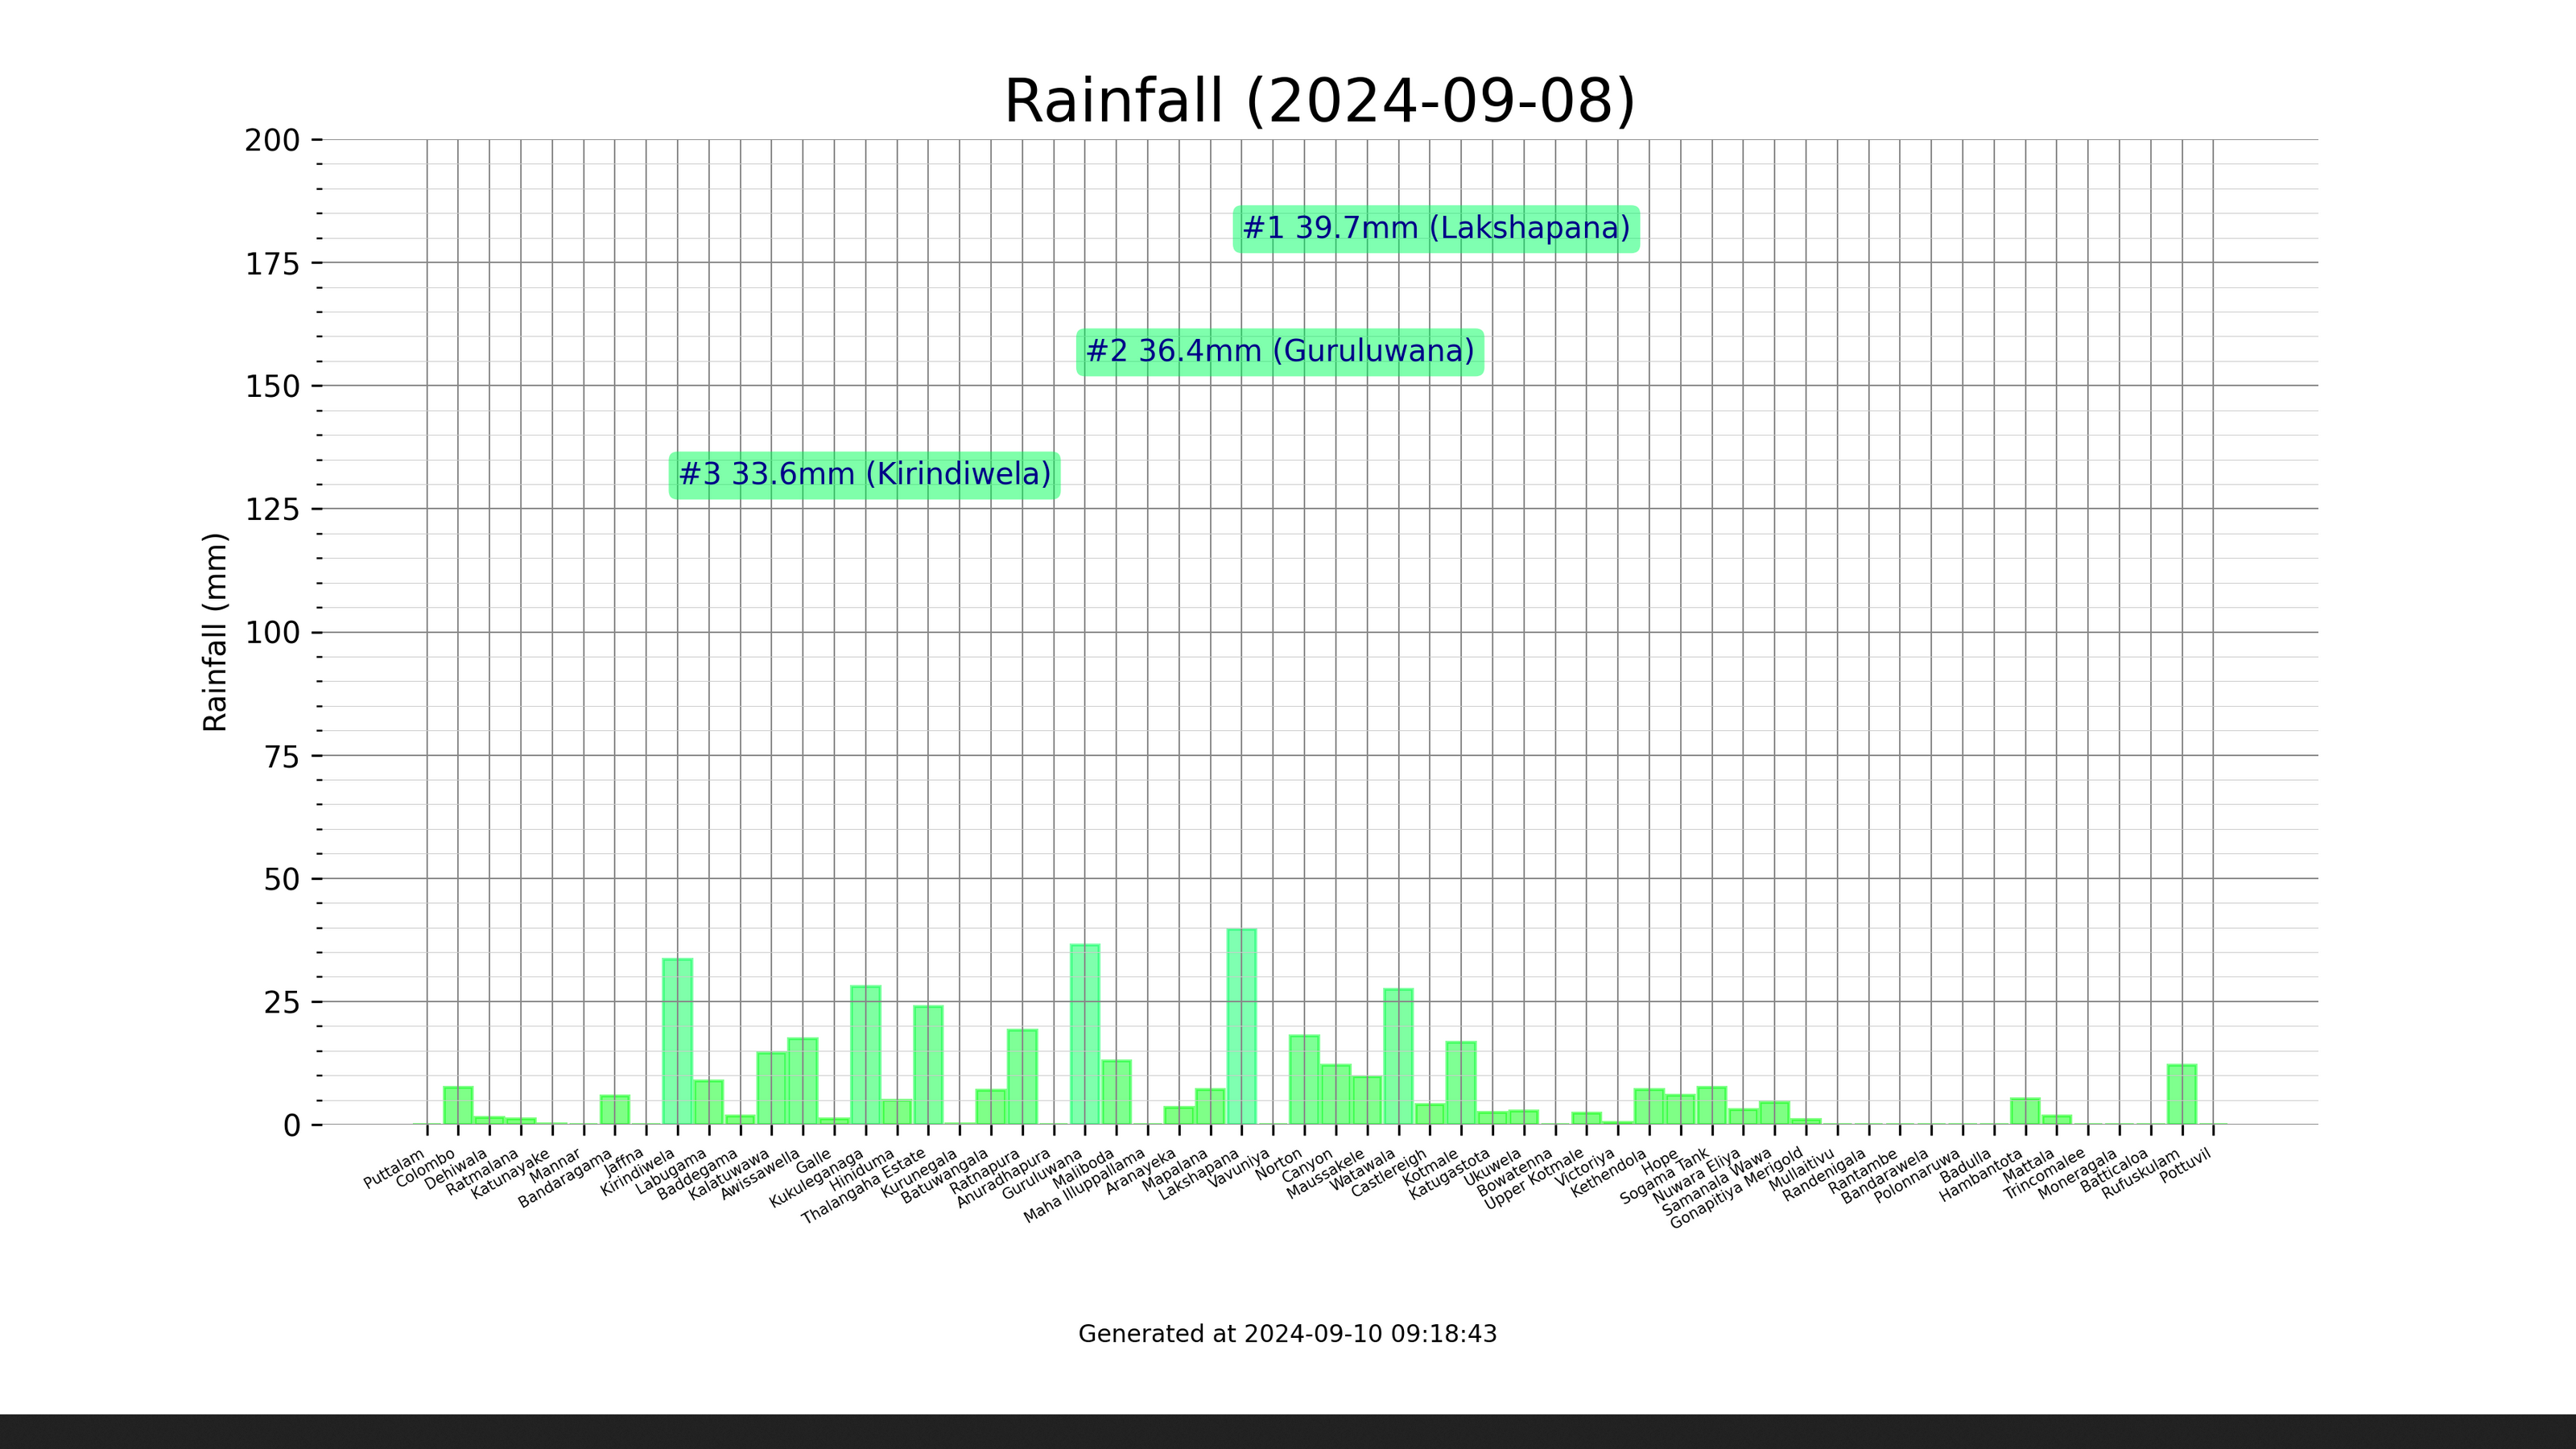 Rainfall (2024-09-08)
200
175
150
125
100
75
50
25
0
Rainfall (mm)
#1 39.7mm (Lakshapana)
#2 36.4mm (Guruluwana)
#3 33.6mm (Kirindiwela)
Puttalam
Colombo
Dehiwala
Ratmalana
Katunayake
Mannar
Bandaragama
Jaffna
Kirindiwela
Labugama
Baddegama
Kalatuwawa
Awissawella
Galle
Kukuleganaga
Hiniduma
Thalangaha Estate
Kurunegala
Batuwangala
Ratnapura
Anuradhapura
Guruluwana
Maliboda
Maha Illuppallama
Aranayeka
Mapalana
Lakshapana
Vavuniya
Norton
Canyon
Maussakele
Watawala
Castlereigh
Kotmale
Katugastota
Ukuwela
Bowatenna
Upper Kotmale
Victoriya
Kethendola
Hope
Sogama Tank
Nuwara Eliya
Samanala Wawa
Gonapitiya Merigold
Mullaitivu
Randenigala
Rantambe
Bandarawela
Polonnaruwa
Badulla
Hambantota
Mattala
Trincomalee
Moneragala
Batticaloa
Rufuskulam
Pottuvil
Generated at 2024-09-10 09:18:43